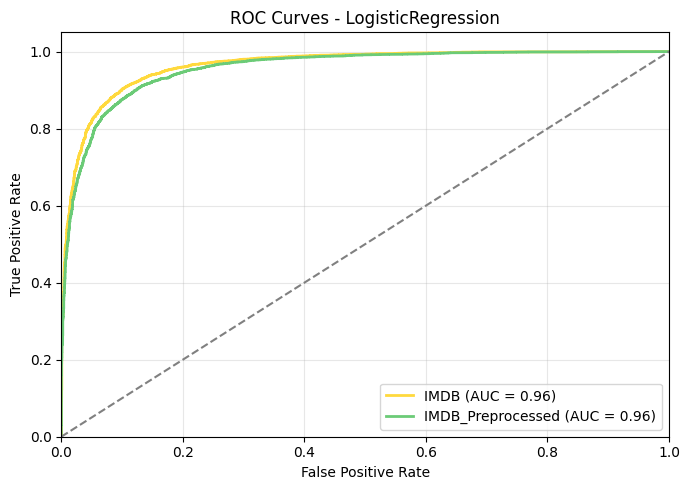 ROC Curves - LogisticRegression
1.0
0.8
0.6
0.4
0.2
0.0
True Positive Rate
IMDB (AUC = 0.96)
IMDB_Preprocessed (AUC = 0.96)
0.0 0.2 0.4 0.6 0.8 1.0
False Positive Rate